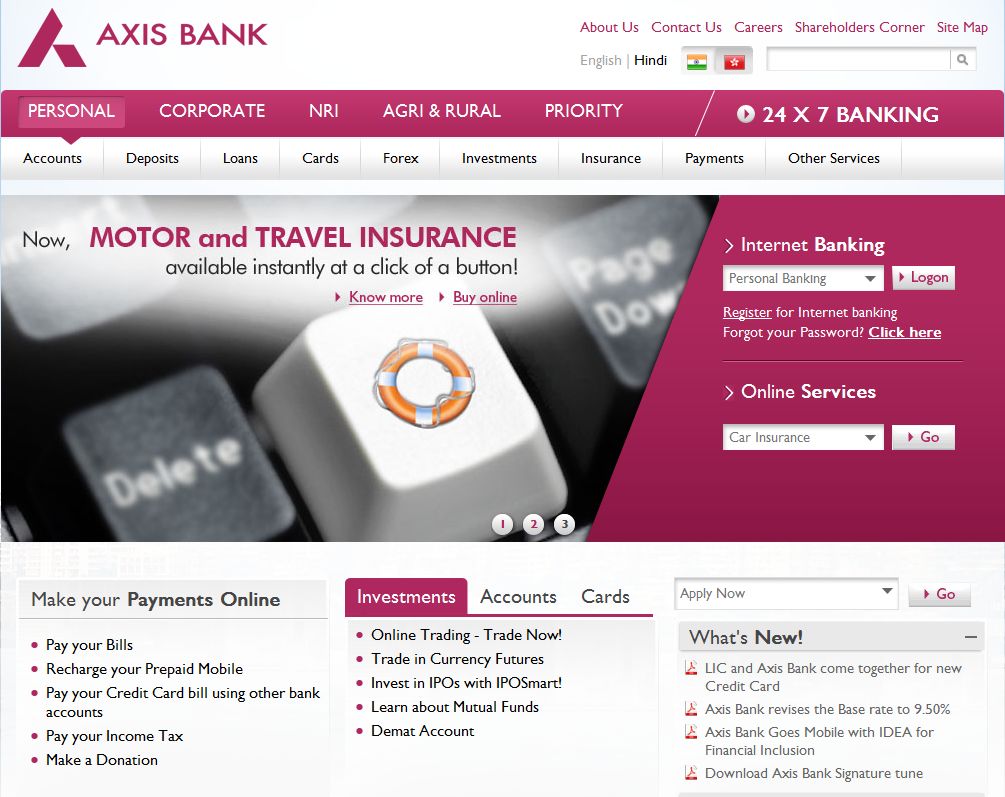 AXIS BANK
About Us Contact Us Careers Shareholders Corner Site Map
English | Hindi
PERSONAL CORPORATE NRI AGRI & RURAL PRIORITY 24 X 7 BANKING
Accounts Deposits Loans Cards Forex Investments Insurance Payments Other Services
Now, MOTOR and TRAVEL INSURANCE
available instantly at a click of a button!
Know more Buy online
Page
Down
Delete
1 2 3
Internet Banking
Personal Banking Logon
Register for Internet banking
Forgot your Password? Click here
Online Services
Car Insurance Go
Make your Payments Online
Pay your Bills
Recharge your Prepaid Mobile
Pay your Credit Card bill using other bank
accounts
Pay your Income Tax
Make a Donation
Investments Accounts Cards
Online Trading - Trade Now!
Trade in Currency Futures
Invest in IPOs with IPOSmart!
Learn about Mutual Funds
Demat Account
Apply Now Go
What's New!
LIC and Axis Bank come together for new
Credit Card
Axis Bank revises the Base rate to 9.50%
Axis Bank Goes Mobile with IDEA for
Financial Inclusion
Download Axis Bank Signature tune